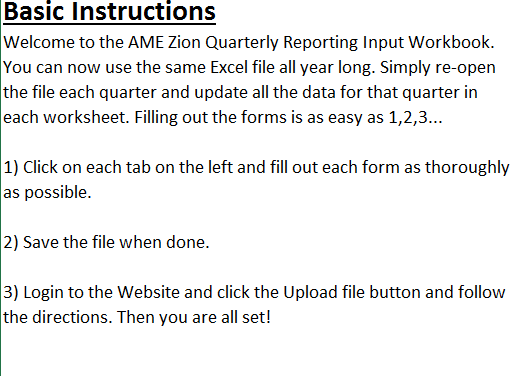 Basic Instructions
Welcome to the AME Zion Quarterly Reporting Input Workbook.
You can now use the same Excel file all year long. Simply re-open
the file each quarter and update all the data for that quarter in
each worksheet. Filling out the forms is as easy as 1,2,3...
1) Click on each tab on the left and fill out each form as thoroughly
as possible.
2) Save the file when done.
3) Login to the Website and click the Upload file button and follow
the directions. Then you are all set!